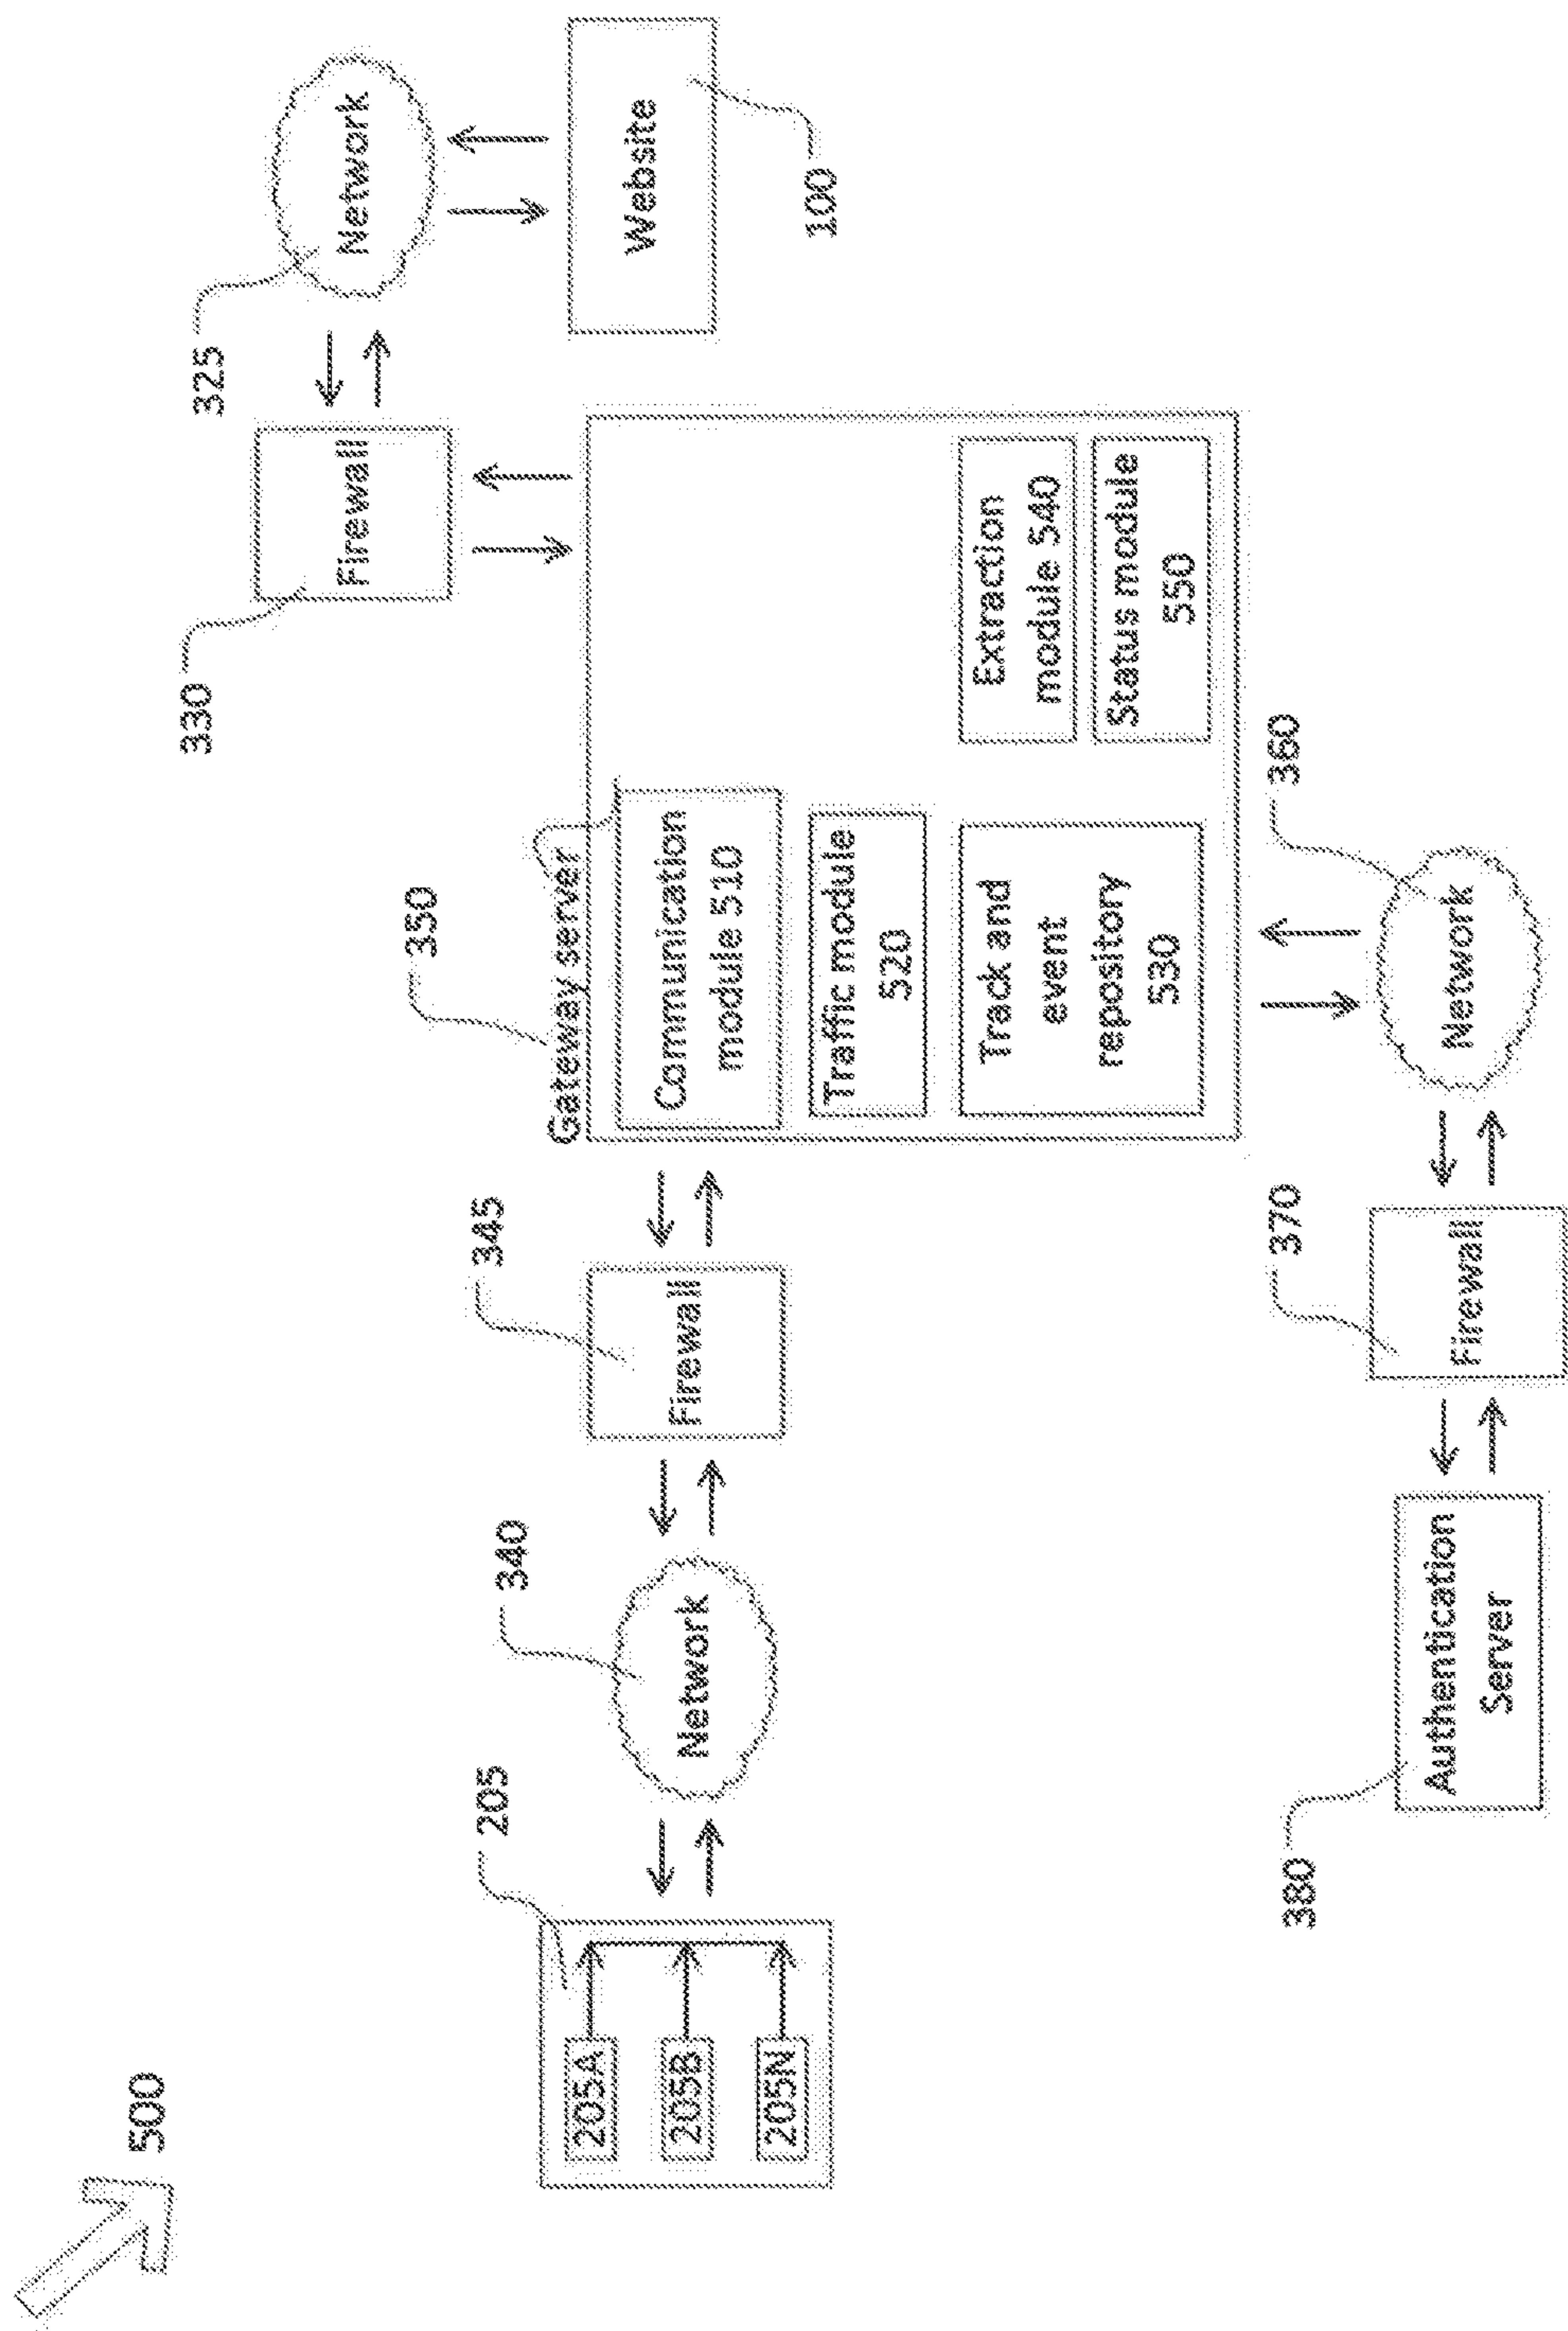 500
205
205A
205B
205N
340
Network
345
Firewall
350
Gateway server
Communication
module 510
Traffic module
520
Track and
event
repository
530
Extraction
module 540
Status module
550
330
Firewall
325
Network
Website
100
360
Network
370
Firewall
380
Authentication
Server